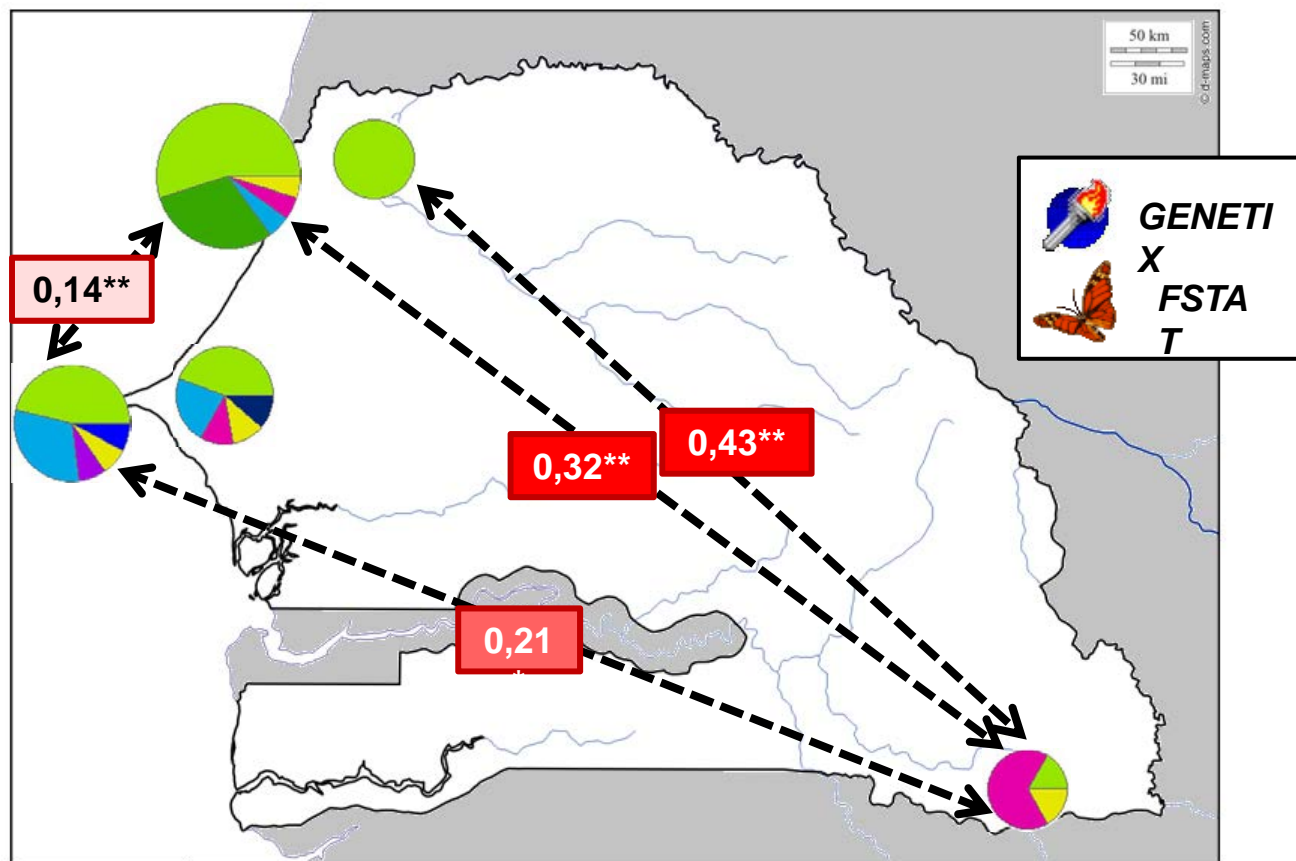 50 km
30 mi
© d-maps.com
GENETI
X
FSTA
T
0,14**
0,43**
0,32**
0,21
*